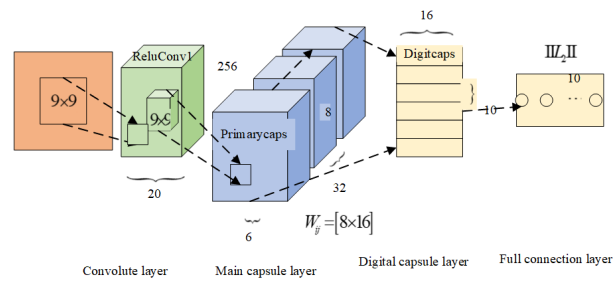 16
ReluConv1
256
Digitcaps
IIL₂II
9×9
10
9×9
8
10
Primarycaps
20
32
6
W_ij=[8×16]
Convolute layer
Main capsule layer
Digital capsule layer
Full connection layer